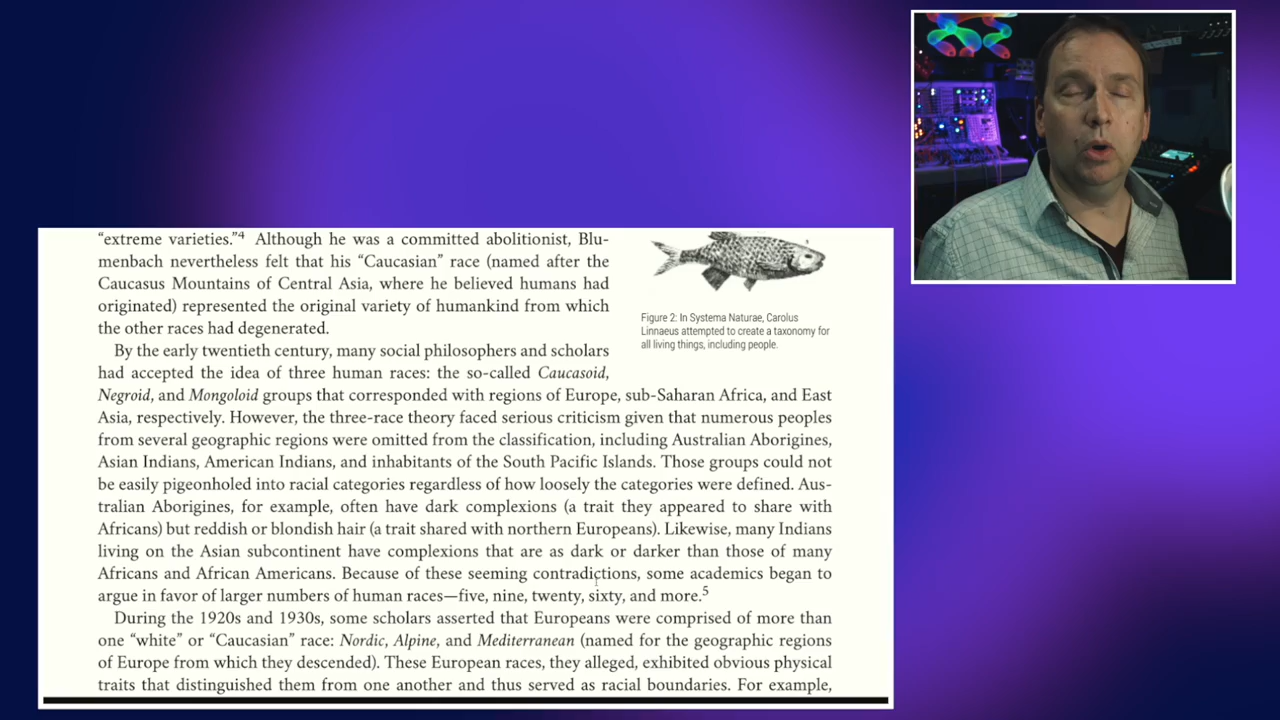 "extreme varieties."4 Although he was a committed abolitionist, Blu-
menbach nevertheless felt that his "Caucasian" race (named after the
Caucasus Mountains of Central Asia, where he believed humans had
originated) represented the original variety of humankind from which
the other races had degenerated.
Figure 2: In Systema Naturae, Carolus
Linnaeus attempted to create a taxonomy for
all living things, including people.
By the early twentieth century, many social philosophers and scholars
had accepted the idea of three human races: the so-called Caucasoid,
Negroid, and Mongoloid groups that corresponded with regions of Europe, sub-Saharan Africa, and East
Asia, respectively. However, the three-race theory faced serious criticism given that numerous peoples
from several geographic regions were omitted from the classification, including Australian Aborigines,
Asian Indians, American Indians, and inhabitants of the South Pacific Islands. Those groups could not
be easily pigeonholed into racial categories regardless of how loosely the categories were defined. Aus-
tralian Aborigines, for example, often have dark complexions (a trait they appeared to share with
Africans) but reddish or blondish hair (a trait shared with northern Europeans). Likewise, many Indians
living on the Asian subcontinent have complexions that are as dark or darker than those of many
Africans and African Americans. Because of these seeming contradictions, some academics began to
argue in favor of larger numbers of human races—five, nine, twenty, sixty, and more.5
During the 1920s and 1930s, some scholars asserted that Europeans were comprised of more than
one "white" or "Caucasian" race: Nordic, Alpine, and Mediterranean (named for the geographic regions
of Europe from which they descended). These European races, they alleged, exhibited obvious physical
traits that distinguished them from one another and thus served as racial boundaries. For example,